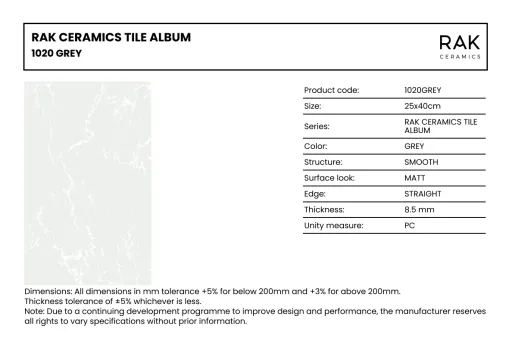 RAK CERAMICS TILE ALBUM
1020 GREY
RAK
CERAMICS
Product code: 1020GREY
Size: 25x40cm
Series: RAK CERAMICS TILE
ALBUM
Color: GREY
Structure: SMOOTH
Surface look: MATT
Edge: STRAIGHT
Thickness: 8.5 mm
Unity measure: PC
Dimensions: All dimensions in mm tolerance +5% for below 200mm and +3% for above 200mm.
Thickness tolerance of ±5% whichever is less.
Note: Due to a continuing development programme to improve design and performance, the manufacturer reserves
all rights to vary specifications without prior information.